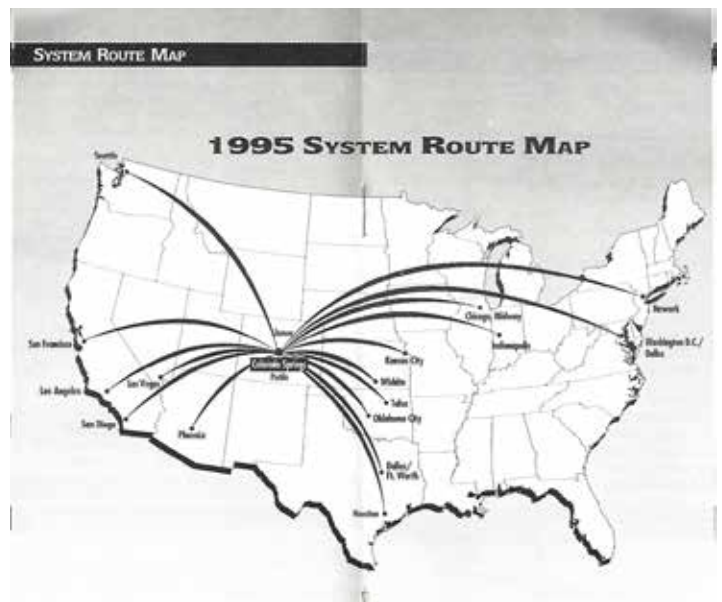 SYSTEM ROUTE MAP
1995 SYSTEM ROUTE MAP
Seattle
Newark
Chicago Midway
Indianapolis
Washington D.C./
Dulles
San Francisco
Kansas City
Colorado Springs
Pueblo
Wichita
Las Vegas
Los Angeles
Tulsa
Oklahoma City
San Diego
Phoenix
Dallas/
Ft. Worth
Houston